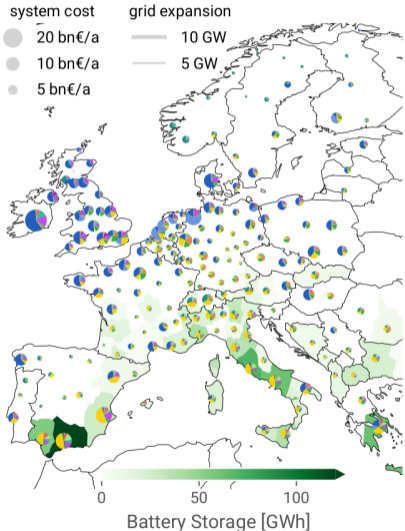 system cost grid expansion
20 bn€/a 10 GW
10 bn€/a 5 GW
5 bn€/a
0 50 100
Battery Storage [GWh]